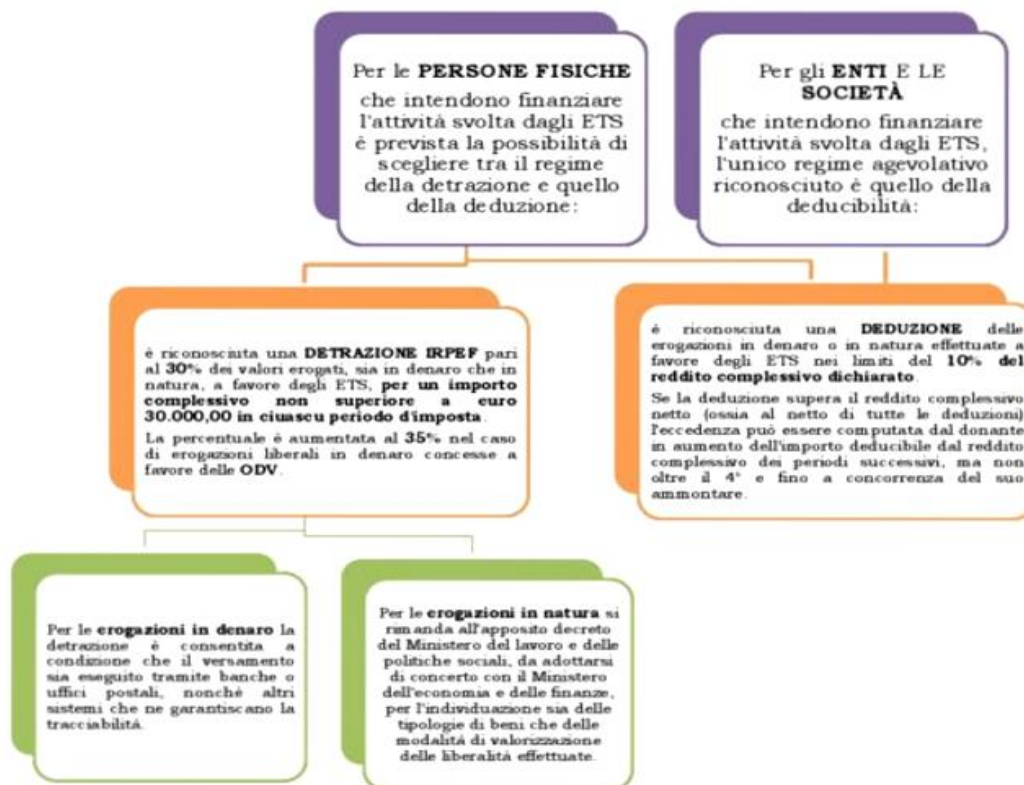 Per le PERSONE FISICHE
che intendono finanziare
l'attività svolta dagli ETS
è prevista la possibilità di
scegliere tra il regime
della detrazione e quello
della deduzione:
Per gli ENTI E LE
SOCIETÀ
che intendono finanziare
l'attività svolta dagli ETS,
l'unico regime agevolativo
riconosciuto è quello della
deducibilità:
è riconosciuta una DETRAZIONE IRPEF pari
al 30% dei valori erogati, sia in denaro che in
natura, a favore degli ETS, per un importo
complessivo non superiore a euro
30.000,00 in ciuascu periodo d'imposta.
La percentuale è aumentata al 35% nel caso
di erogazioni liberali in denaro concesse a
favore delle ODV.
è riconosciuta una DEDUZIONE delle
erogazioni in denaro o in natura effettuate a
favore degli ETS nei limiti del 10% del
reddito complessivo dichiarato.
Se la deduzione supera il reddito complessivo
netto (ossia al netto di tutte le deduzioni)
l'eccedenza può essere computata dal donante
in aumento dell'importo deducibile dal reddito
complessivo dei periodi successivi, ma non
oltre il 4° e fino a concorrenza del suo
ammontare.
Per le erogazioni in denaro la
detrazione è consentita a
condizione che il versamento
sia eseguito tramite banche o
uffici postali, nonchè altri
sistemi che ne garantiscano la
tracciabilità.
Per le erogazioni in natura si
rimanda all'apposito decreto
del Ministero del lavoro e delle
politiche sociali, da adottarsi
di concerto con il Ministero
dell'economia e delle finanze,
per l'individuazione sia delle
tipologie di beni che delle
modalità di valorizzazione
delle liberalità effettuate.